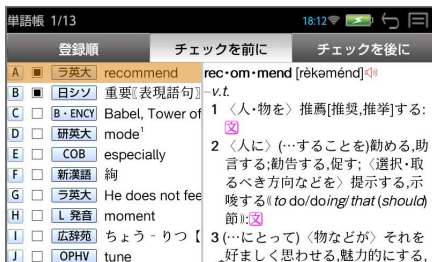 単語帳 1/13 18:12
登録順 チェックを前に チェックを後に
A ラ英大 recommend
B 日シソ 重要〖表現語句〗
C B・ENCY Babel, Tower of
D 研英大 mode¹
E COB especially
F 新漢語 絢
G ラ英大 He does not fee
H L 発音 moment
I 広辞苑 ちょう‐りつ【
J OPHV tune
rec・om・mend [rèkəménd]
—v.t.
1 〈人・物を〉推薦[推奨,推挙]する:
文
2 〈人に〉(…することを)勧める,助
言する;勧告する,促す;〈選択・取
るべき方向などを〉提示する,示
唆する⟪to do/doing/that (should)
節⟫:文
3 (…にとって)〈物などが〉それを
好ましく思わせる,魅力的にする,